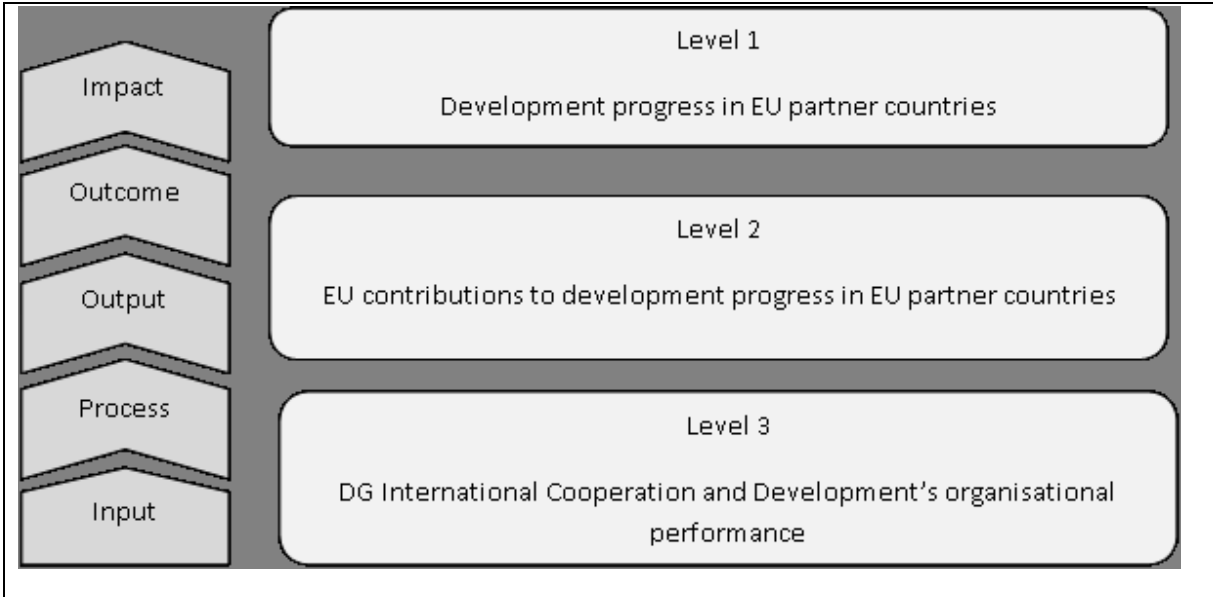 Impact
Outcome
Output
Process
Input
Level 1
Development progress in EU partner countries
Level 2
EU contributions to development progress in EU partner countries
Level 3
DG International Cooperation and Development's organisational
performance